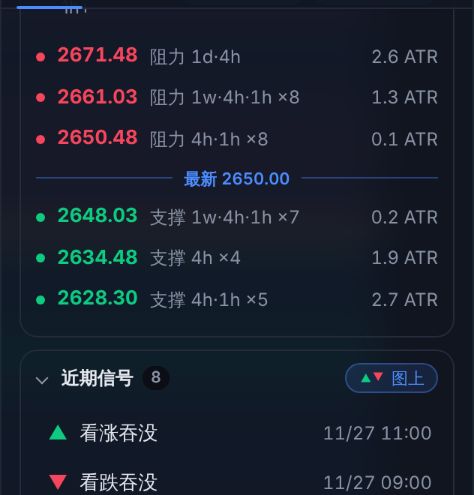 2671.48 阻力 1d·4h 2.6 ATR
2661.03 阻力 1w·4h·1h ×8 1.3 ATR
2650.48 阻力 4h·1h ×8 0.1 ATR
最新 2650.00
2648.03 支撑 1w·4h·1h ×7 0.2 ATR
2634.48 支撑 4h ×4 1.9 ATR
2628.30 支撑 4h·1h ×5 2.7 ATR
近期信号 8 ▲▼ 图上
▲ 看涨吞没 11/27 11:00
▼ 看跌吞没 11/27 09:00